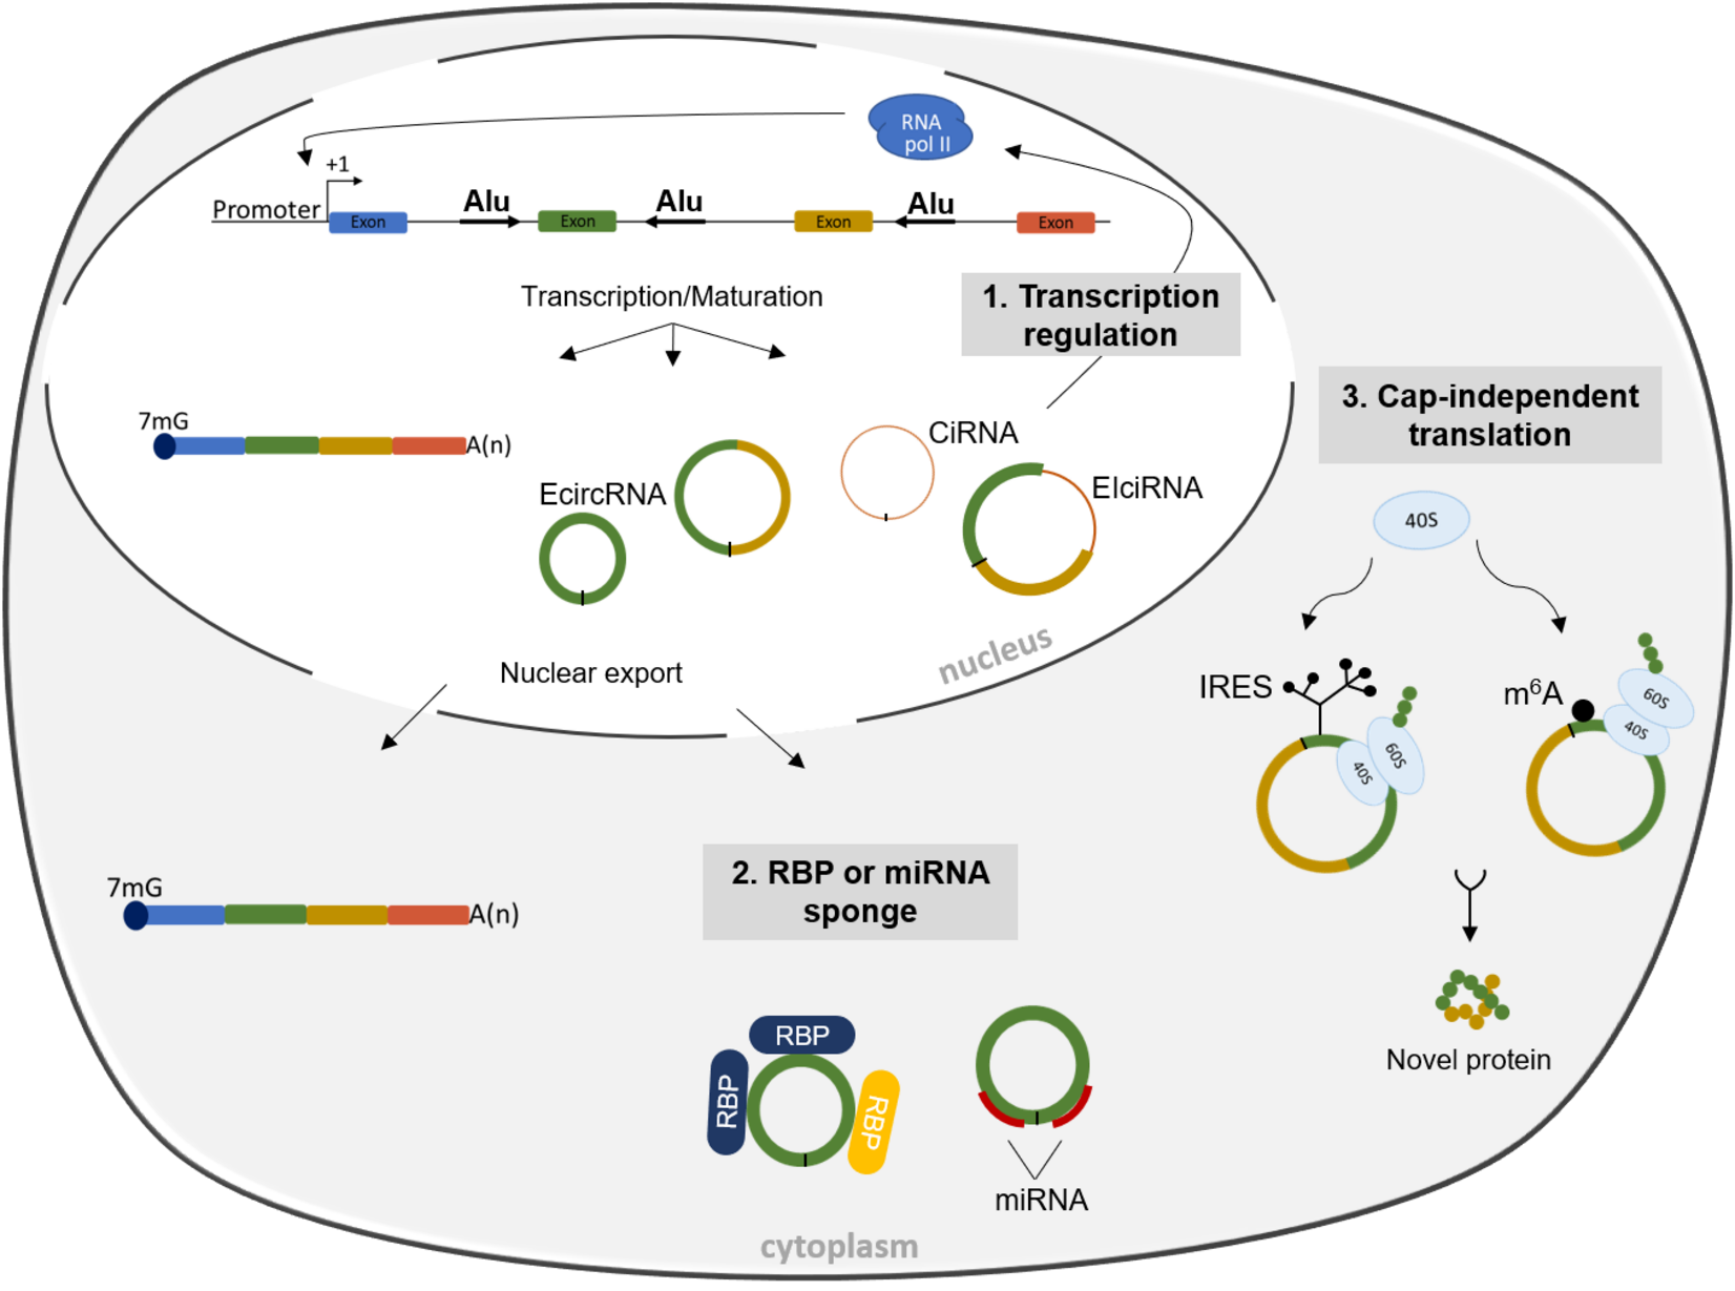 RNA
pol II
+1
Promoter
Exon
Alu
Exon
Alu
Exon
Alu
Exon
Transcription/Maturation
1. Transcription
regulation
7mG
A(n)
EcircRNA
CiRNA
EIciRNA
nucleus
Nuclear export
3. Cap-independent
translation
40S
IRES
40S
60S
m⁶A
60S
40S
Novel protein
7mG
A(n)
2. RBP or miRNA
sponge
RBP
RBP
RBP
miRNA
cytoplasm